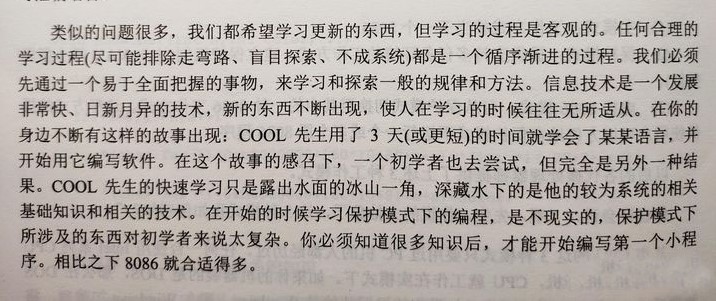 类似的问题很多，我们都希望学习更新的东西，但学习的过程是客观的。任何合理的
学习过程(尽可能排除走弯路、盲目探索、不成系统)都是一个循序渐进的过程。我们必须
先通过一个易于全面把握的事物，来学习和探索一般的规律和方法。信息技术是一个发展
非常快、日新月异的技术，新的东西不断出现，使人在学习的时候往往无所适从。在你的
身边不断有这样的故事出现：COOL 先生用了 3 天(或更短)的时间就学会了某某语言，并
开始用它编写软件。在这个故事的感召下，一个初学者也去尝试，但完全是另外一种结
果。COOL 先生的快速学习只是露出水面的冰山一角，深藏水下的是他的较为系统的相关
基础知识和相关的技术。在开始的时候学习保护模式下的编程，是不现实的，保护模式下
所涉及的东西对初学者来说太复杂。你必须知道很多知识后，才能开始编写第一个小程
序。相比之下 8086 就合适得多。